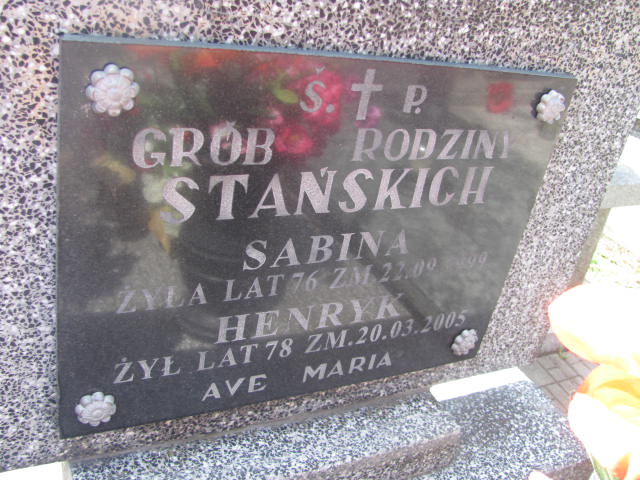 Ś. P.
GRÓB RODZINY
STAŃSKICH
SABINA
ŻYŁA LAT 76 ZM.22.09.1999
HENRYK
ŻYŁ LAT 78 ZM.20.03.2005
AVE MARIA